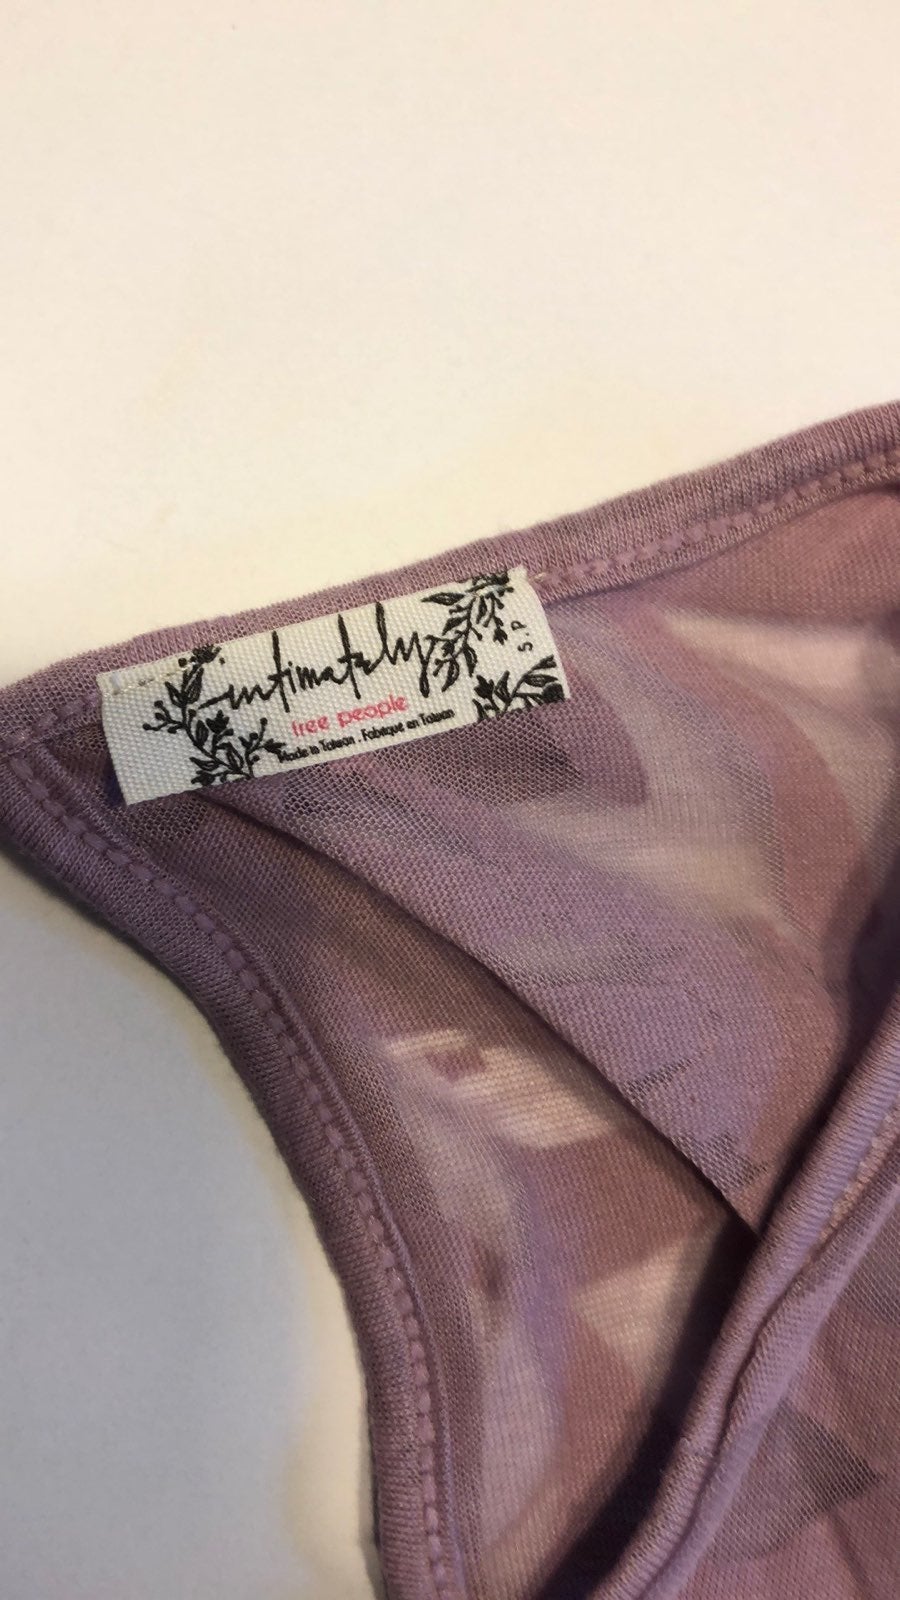 intimately
free people
Made in Taiwan . Fabriqué en Taiwan
S.P